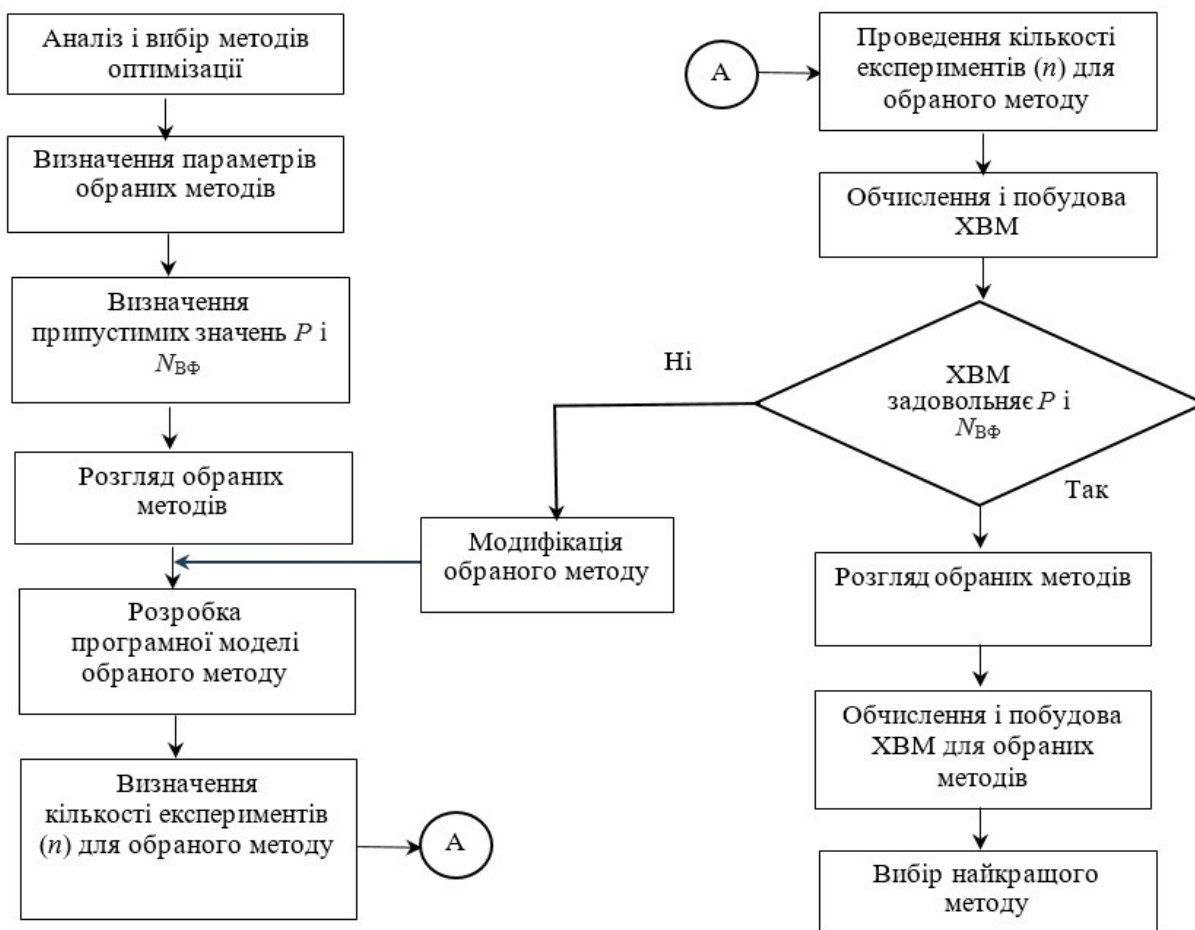 Аналіз і вибір методів
оптимізації
Визначення параметрів
обраних методів
Визначення
припустимих значень P і
NВФ
Розгляд обраних
методів
Розробка
програмної моделі
обраного методу
Визначення
кількості експериментів
(n) для обраного методу
А
Модифікація
обраного методу
А
Проведення кількості
експериментів (n) для
обраного методу
Обчислення і побудова
ХВМ
ХВМ
задовольняє P і
NВФ
Ні
Так
Розгляд обраних методів
Обчислення і побудова
ХВМ для обраних
методів
Вибір найкращого
методу